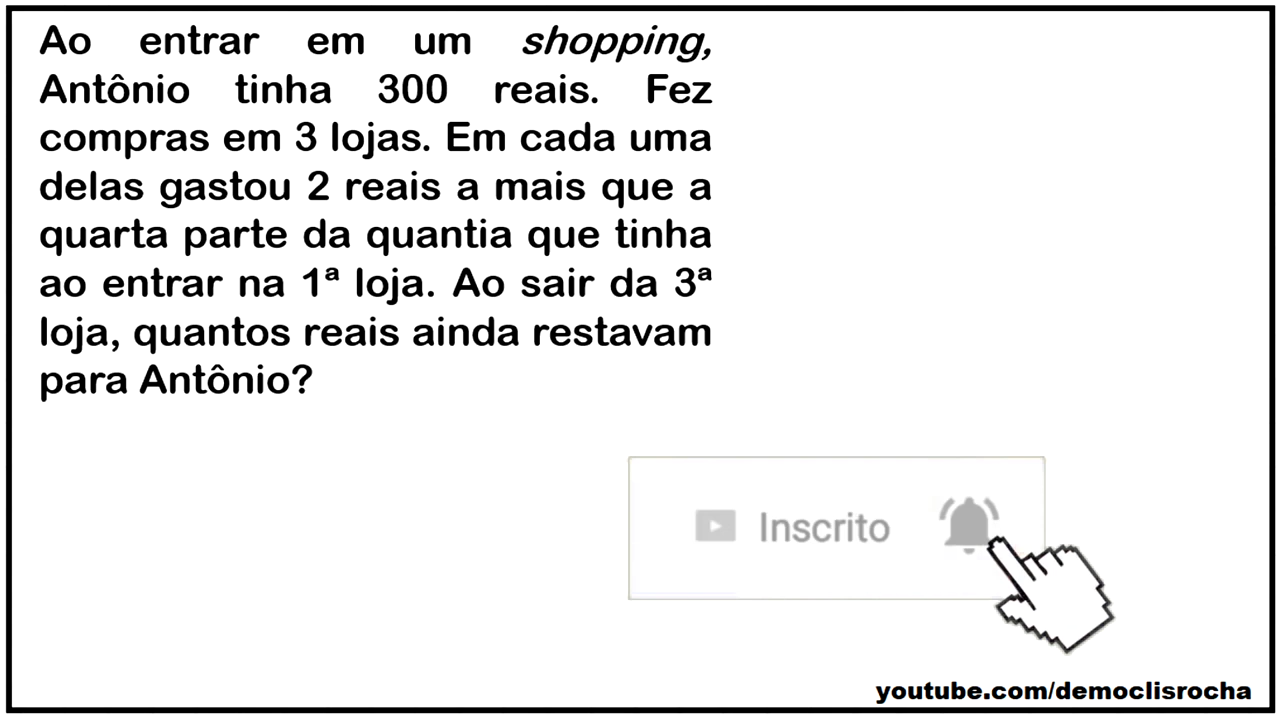 Ao entrar em um shopping,
Antônio tinha 300 reais. Fez
compras em 3 lojas. Em cada uma
delas gastou 2 reais a mais que a
quarta parte da quantia que tinha
ao entrar na 1ª loja. Ao sair da 3ª
loja, quantos reais ainda restavam
para Antônio?
Inscrito
youtube.com/democlisrocha